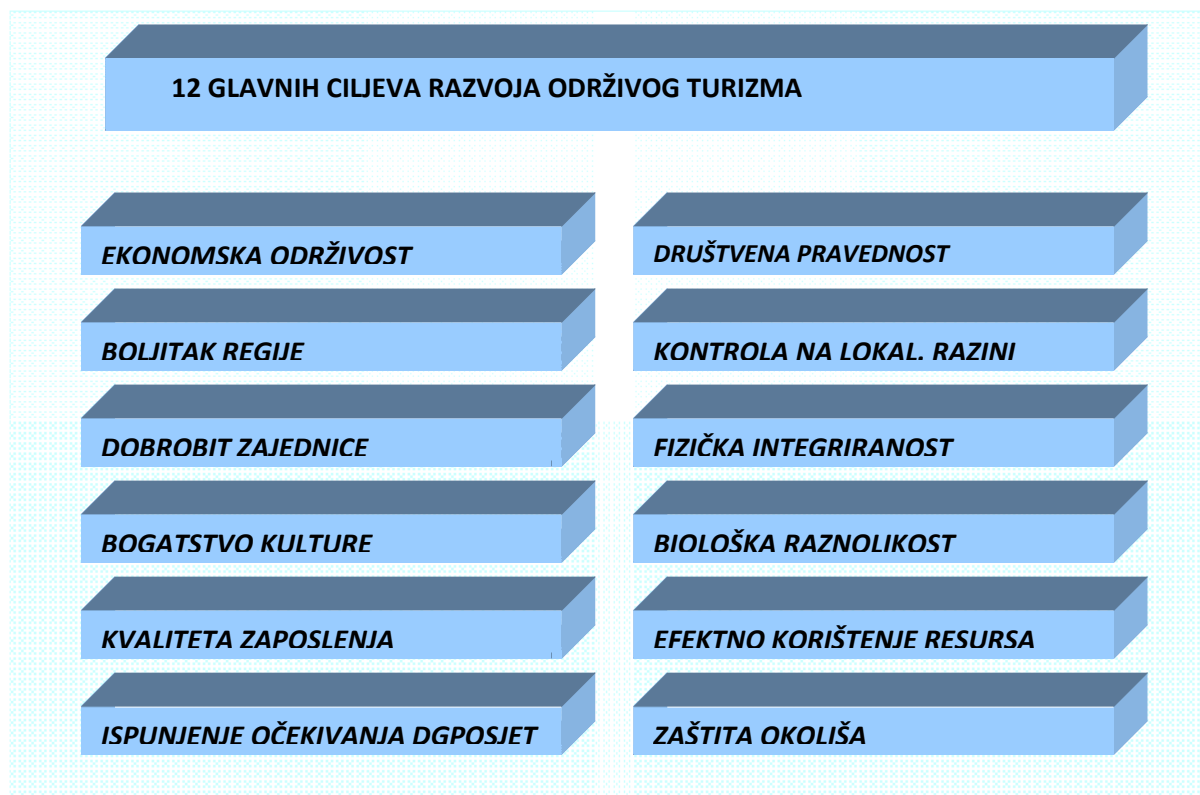 12 GLAVNIH CILJEVA RAZVOJA ODRŽIVOG TURIZMA
EKONOMSKA ODRŽIVOST
BOLJITAK REGIJE
DOBROBIT ZAJEDNICE
BOGATSTVO KULTURE
KVALITETA ZAPOSLENJA
ISPUNJENJE OČEKIVANJA DGPOSJET
DRUŠTVENA PRAVEDNOST
KONTROLA NA LOKAL. RAZINI
FIZIČKA INTEGRIRANOST
BIOLOŠKA RAZNOLIKOST
EFEKTNO KORIŠTENJE RESURSA
ZAŠTITA OKOLIŠA